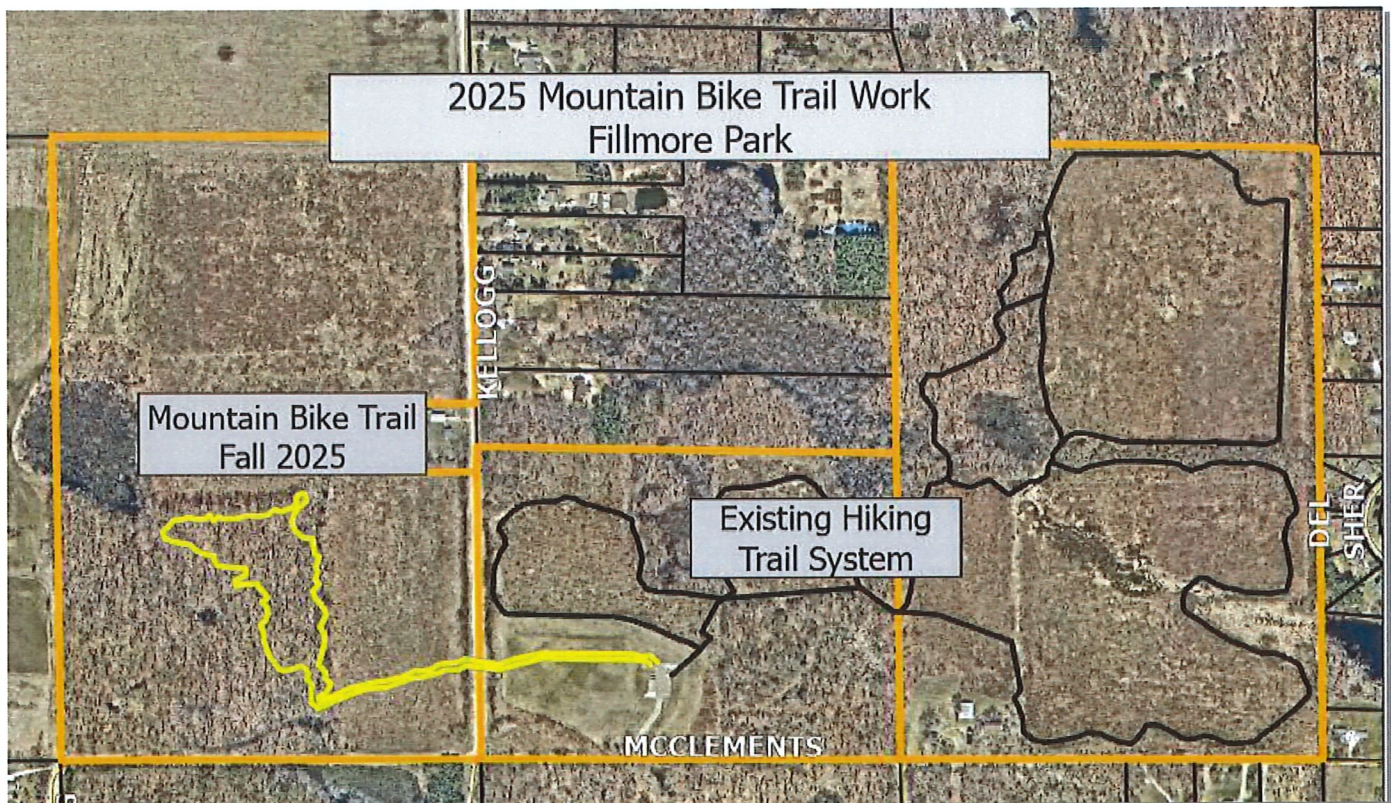 2025 Mountain Bike Trail Work
Fillmore Park
KELLOGG
Mountain Bike Trail
Fall 2025
Existing Hiking
Trail System
DEL
SHER
MCCLEMENTS